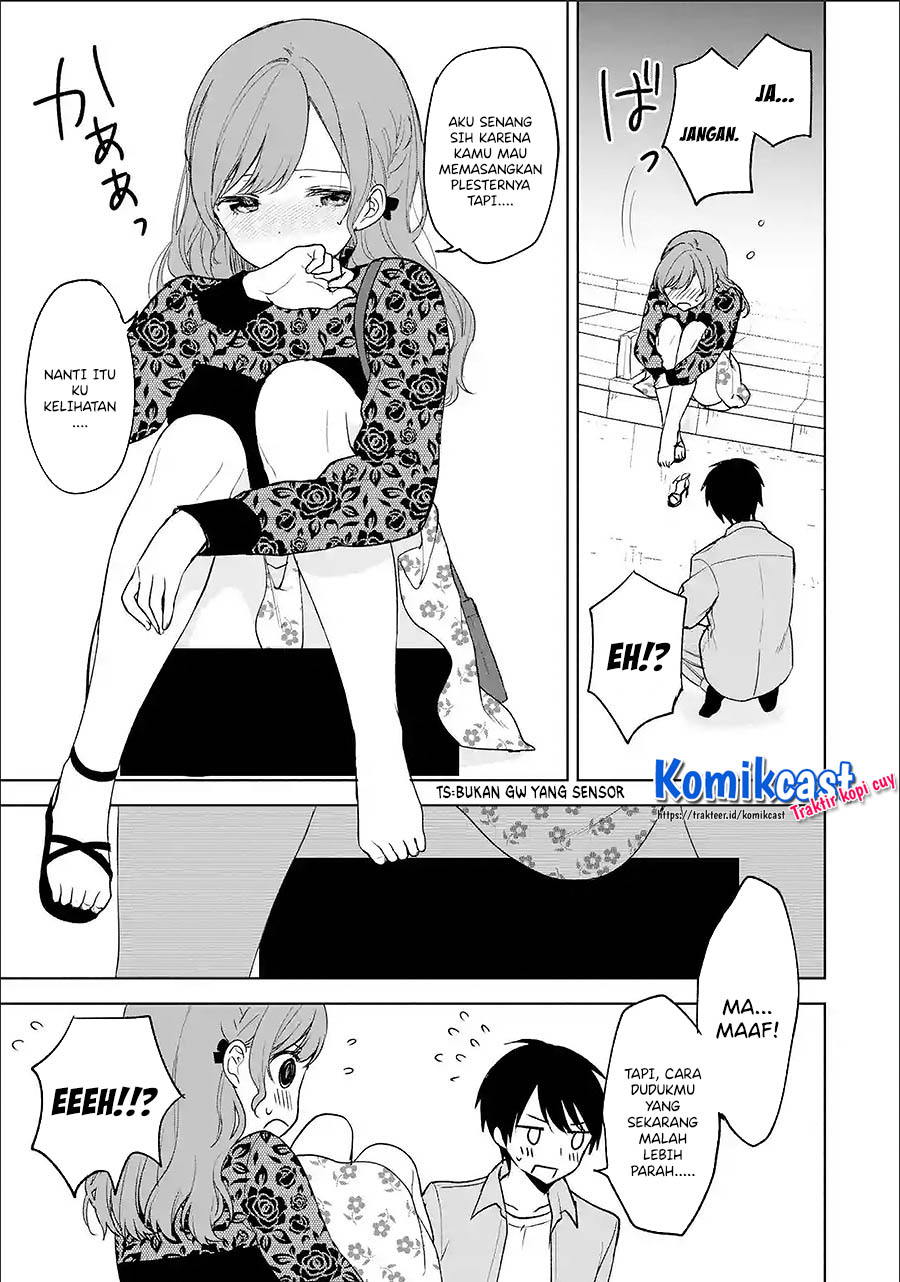 JA...
JANGAN.
ばっ
EH!?
AKU SENANG
SIH KARENA
KAMU MAU
MEMASANGKAN
PLESTERNYA
TAPI....
かあぁぁっ
NANTI ITU
KU
KELIHATAN
....
TS-BUKAN GW YANG SENSOR
Komikcast
https://trakteer.id/komikcast
Traktir kopi cuy
MA...
MAAF!
TAPI, CARA
DUDUKMU
YANG
SEKARANG
MALAH
LEBIH
PARAH.....
EEEH!!?